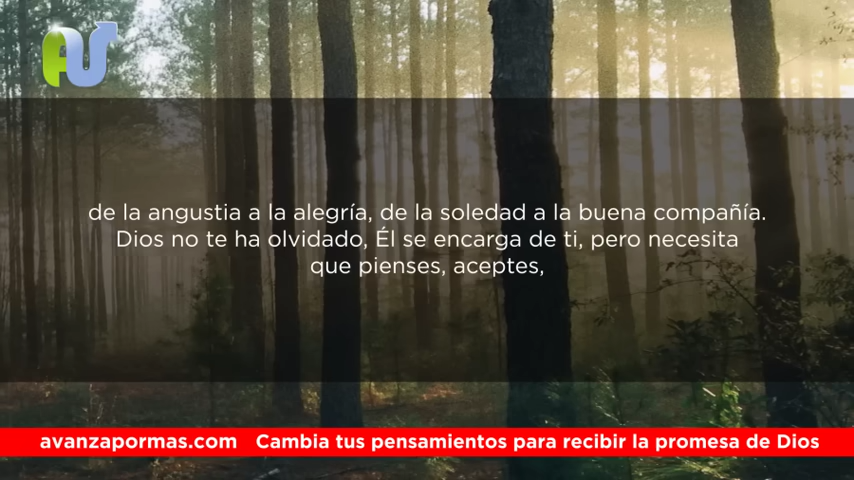 de la angustia a la alegría, de la soledad a la buena compañía.
Dios no te ha olvidado, Él se encarga de ti, pero necesita
que pienses, aceptes,
avanzapormas.com Cambia tus pensamientos para recibir la promesa de Dios